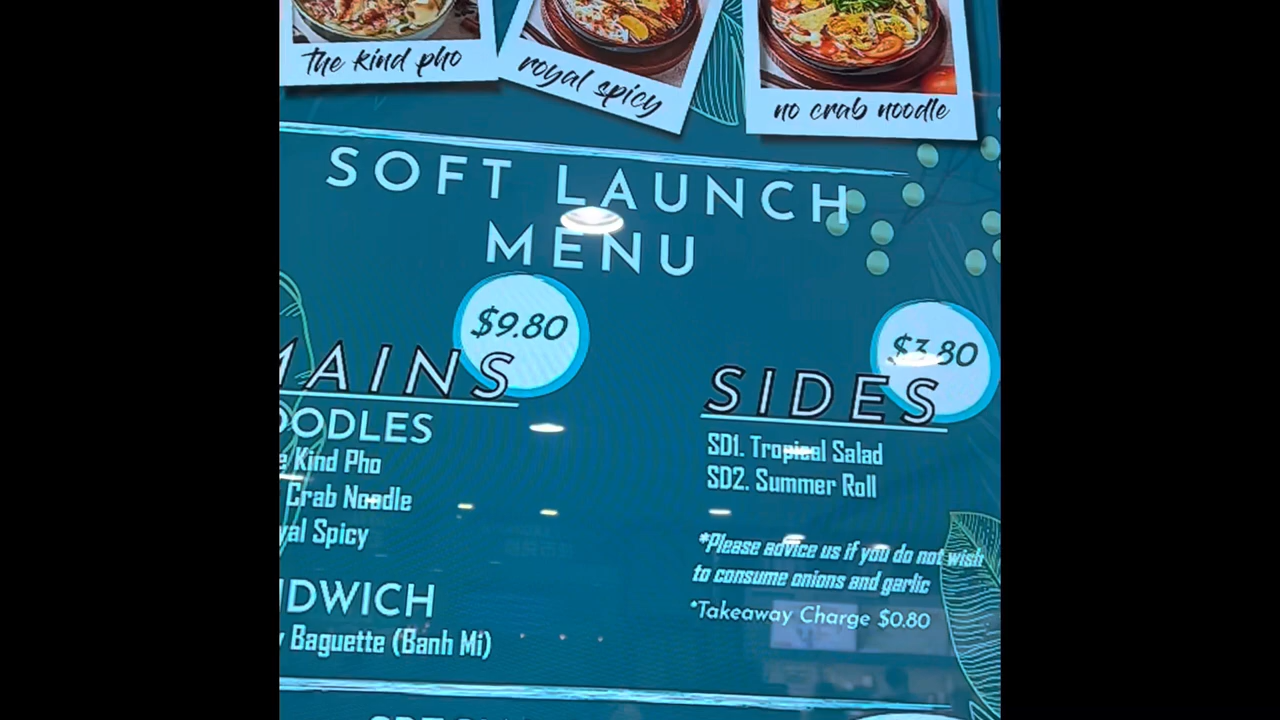 the kind pho
royal spicy
no crab noodle
SOFT LAUNCH
MENU
$9.80
MAINS
$3.80
SIDES
OODLES
Kind Pho
Crab Noodle
yal Spicy
SD1. Tropical Salad
SD2. Summer Roll
*Please advice us if you do not wish
to consume onions and garlic
*Takeaway Charge $0.80
DWICH
Baguette (Banh Mi)